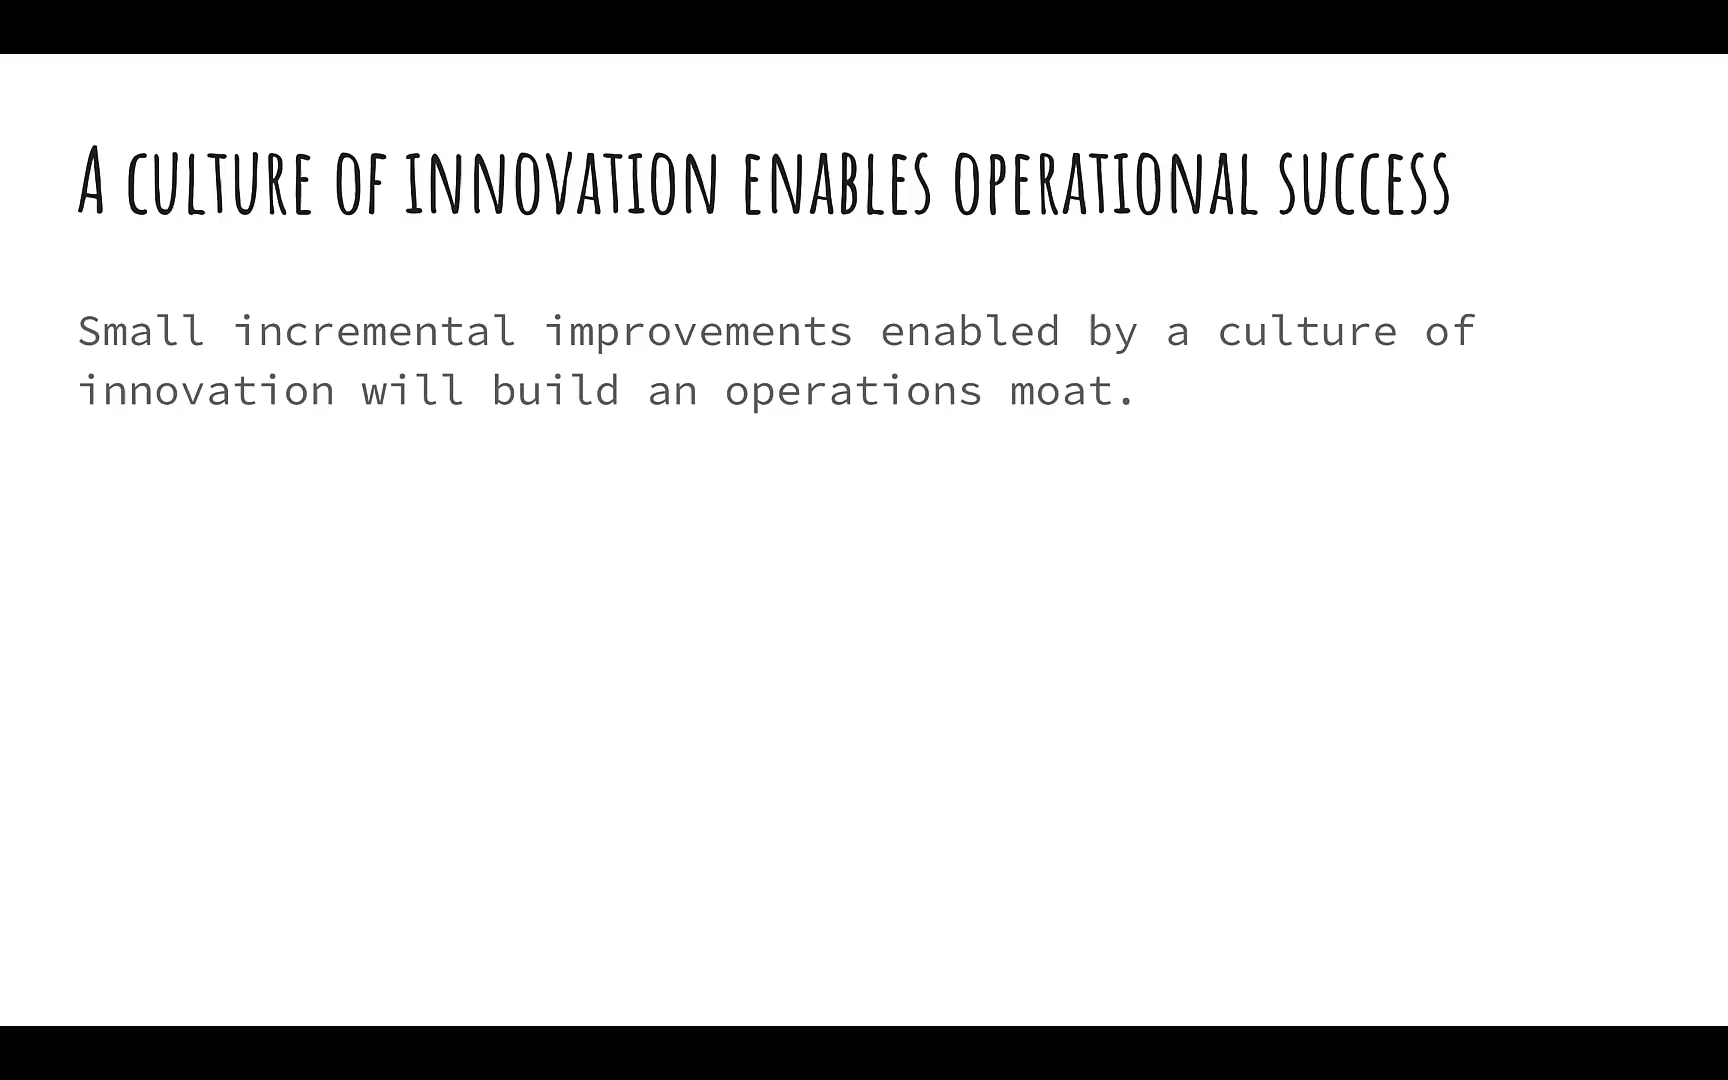 A culture of innovation enables operational success
Small incremental improvements enabled by a culture of
innovation will build an operations moat.